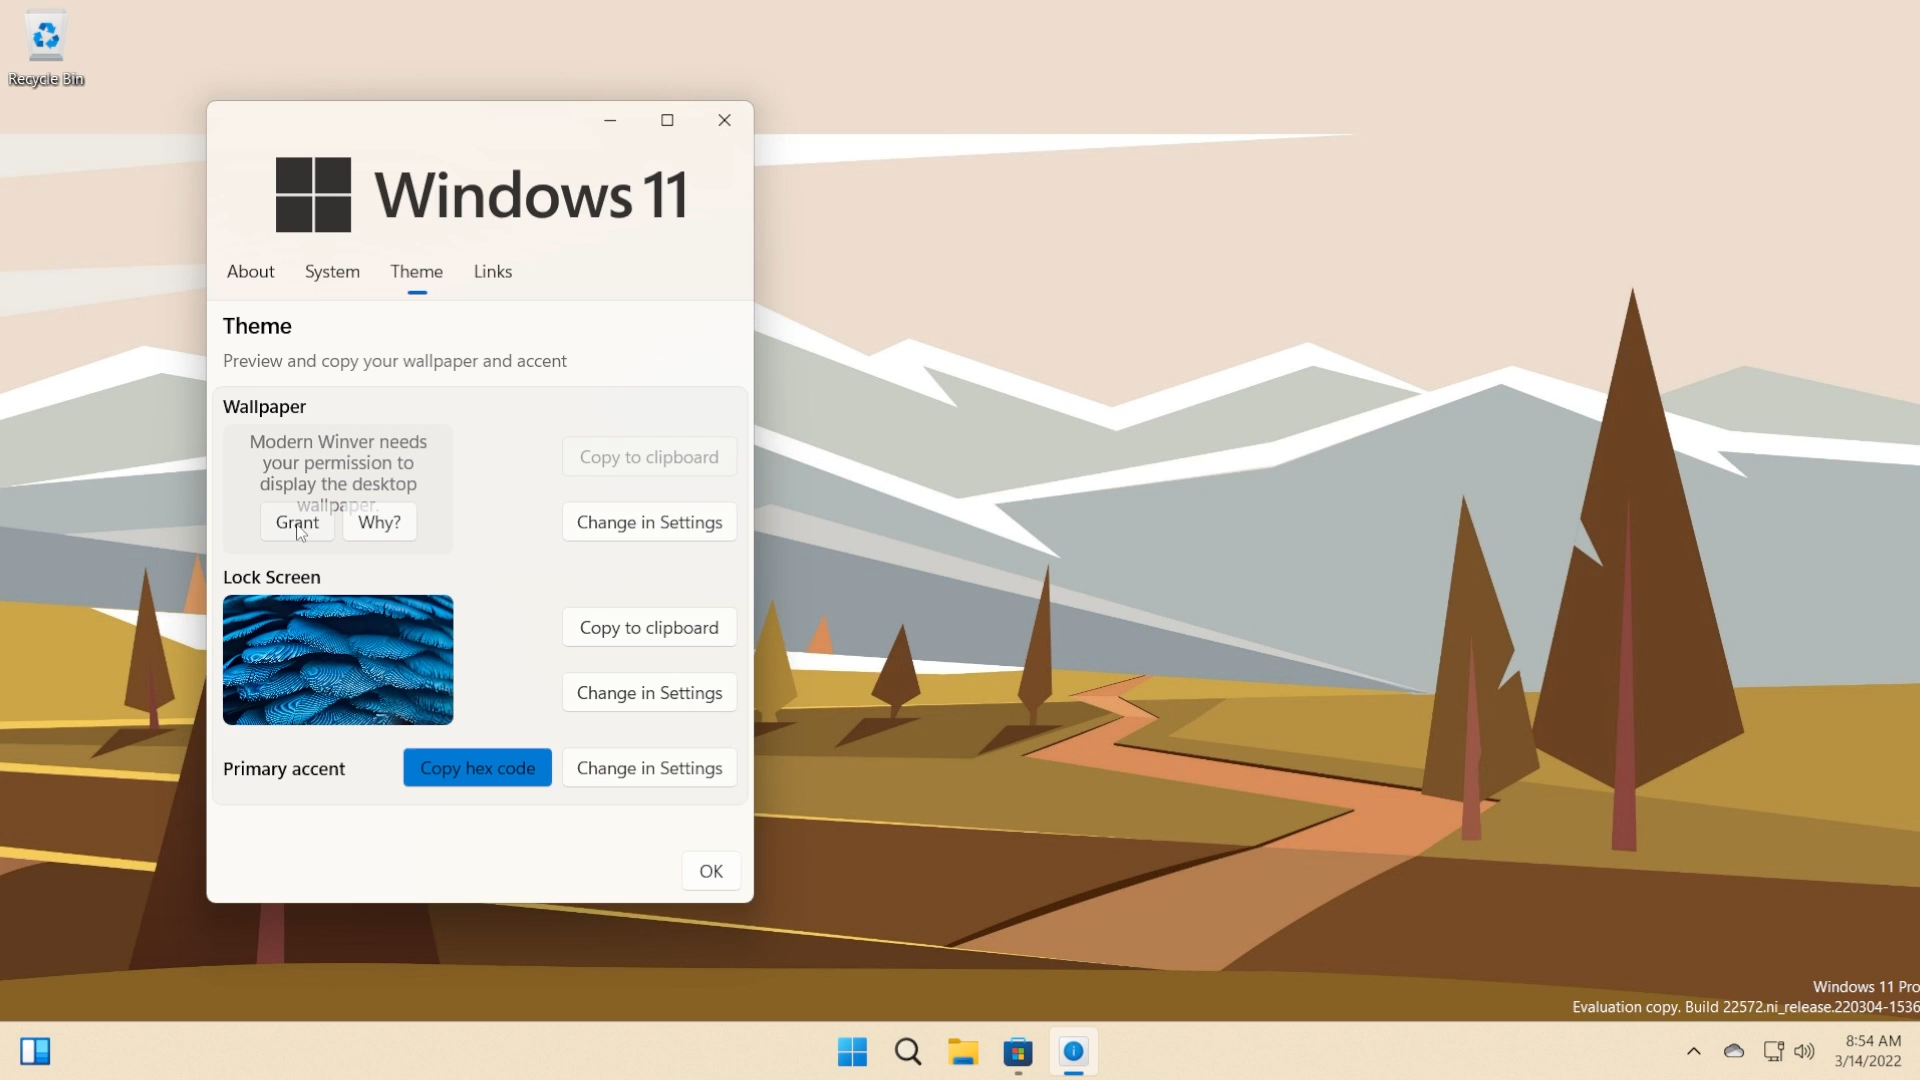 Recycle Bin
Windows 11
About System Theme Links
Theme
Preview and copy your wallpaper and accent
Wallpaper
Modern Winver needs
your permission to
display the desktop
wallpaper.
Grant Why?
Copy to clipboard
Change in Settings
Lock Screen
Copy to clipboard
Change in Settings
Primary accent Copy hex code Change in Settings
OK
Windows 11 Pro
Evaluation copy. Build 22572.ni_release.220304-1536
8:54 AM
3/14/2022